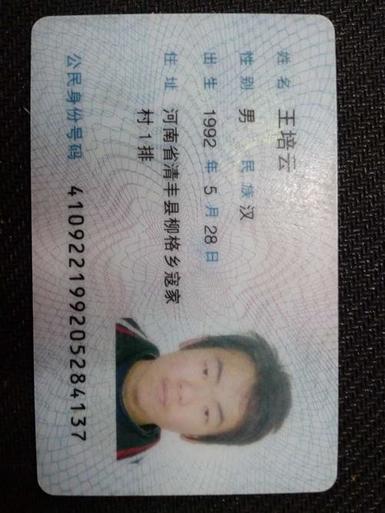 姓名 王培云
性别 男 民族 汉
出生 1992 年 5 月 28 日
住址 河南省清丰县柳格乡寇家
村1排
公民身份号码 410922199205284137